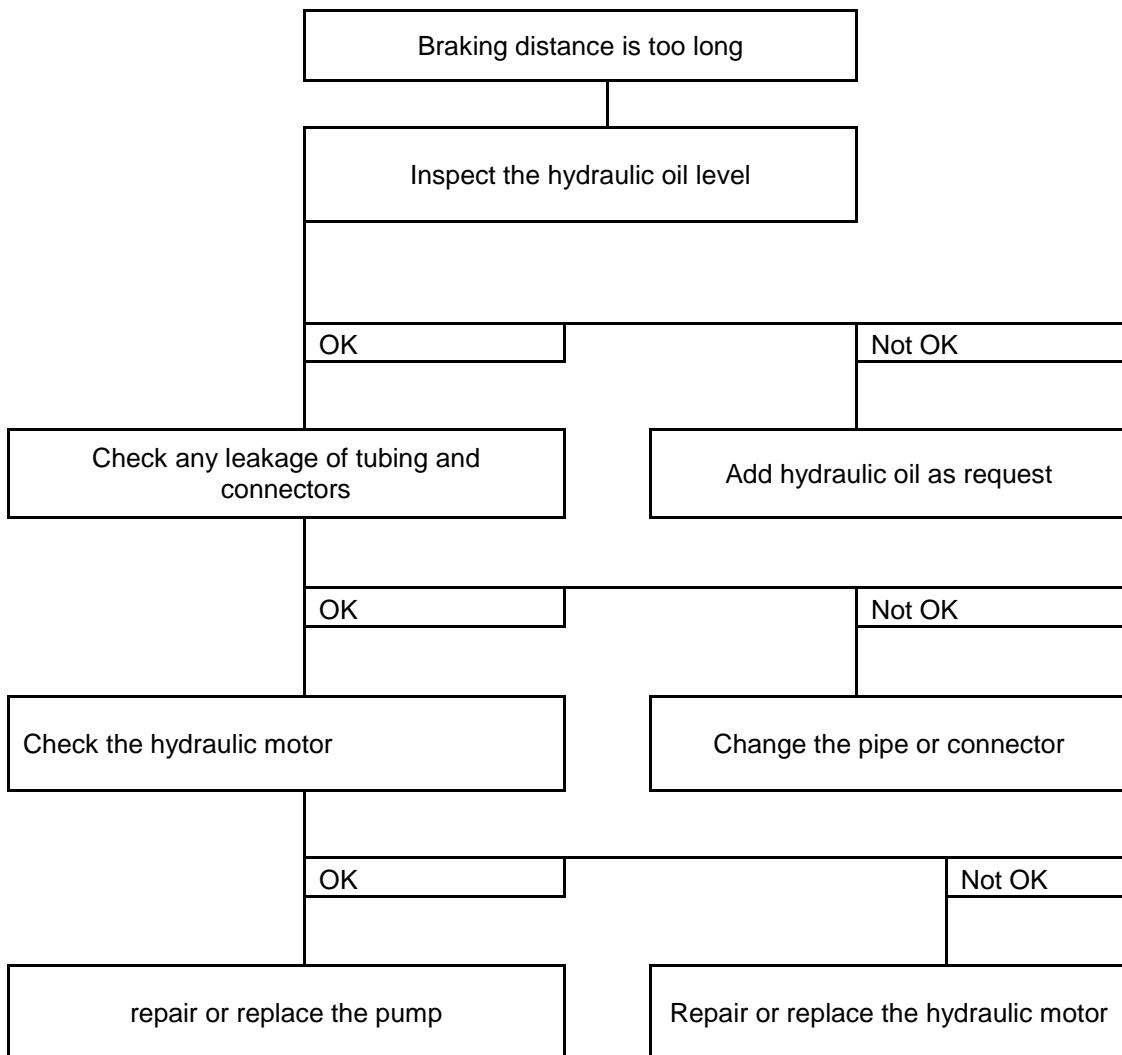 Braking distance is too long
Inspect the hydraulic oil level
OK
Not OK
Check any leakage of tubing and
connectors
Add hydraulic oil as request
OK
Not OK
Check the hydraulic motor
Change the pipe or connector
OK
Not OK
repair or replace the pump
Repair or replace the hydraulic motor